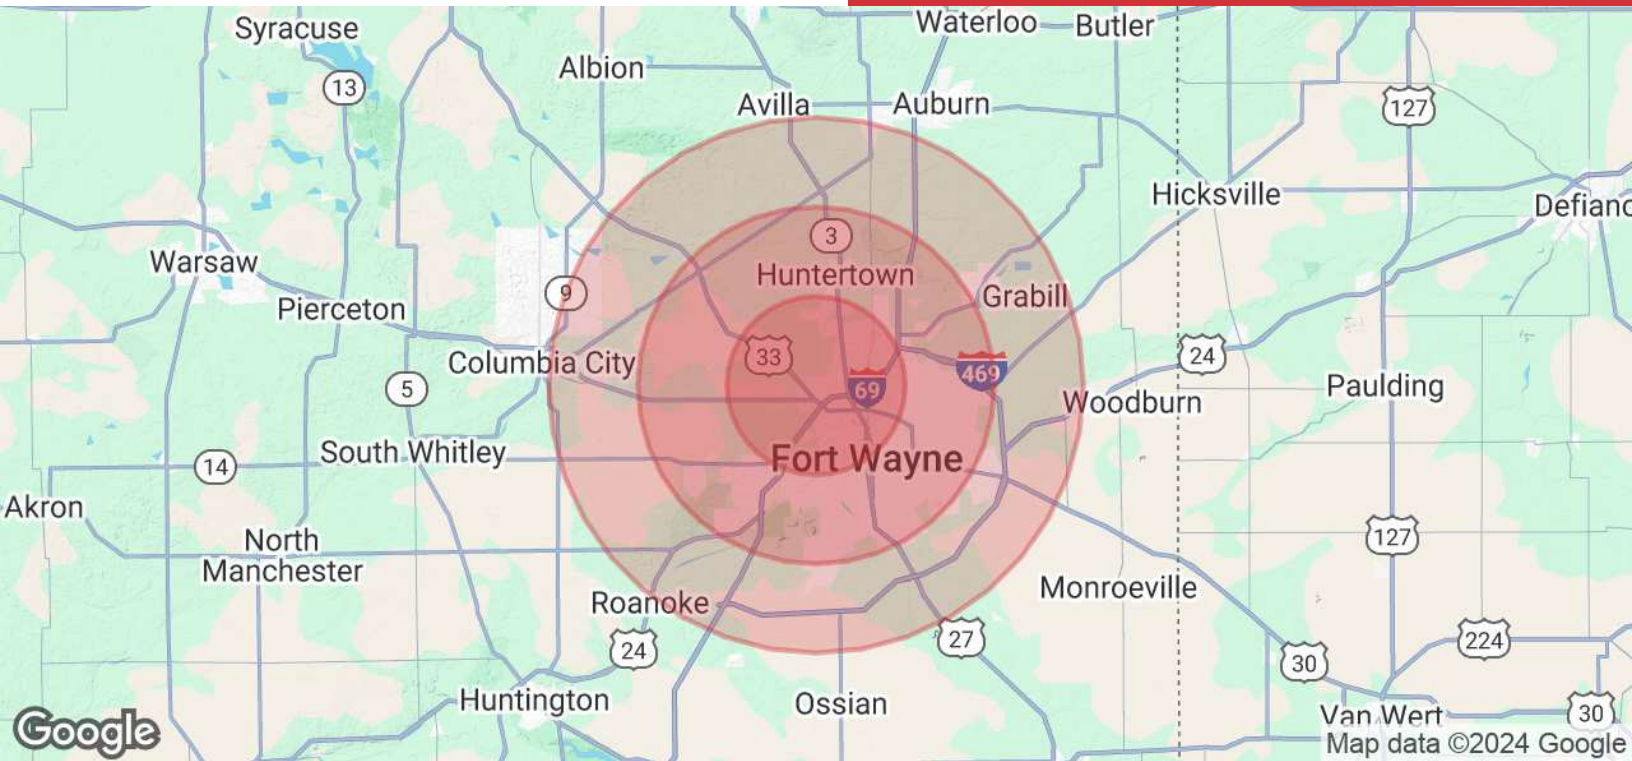 Syracuse
Waterloo
Butler
Albion
13
Avilla
Auburn
127
Hicksville
Defianc
3
Warsaw
Huntertown
9
Grabill
Pierceton
33
24
Columbia City
469
5
69
Paulding
Woodburn
South Whitley
Fort Wayne
14
Akron
127
North
Manchester
Monroeville
Roanoke
27
224
24
30
Huntington
Ossian
Van Wert
30
Google
Map data ©2024 Google